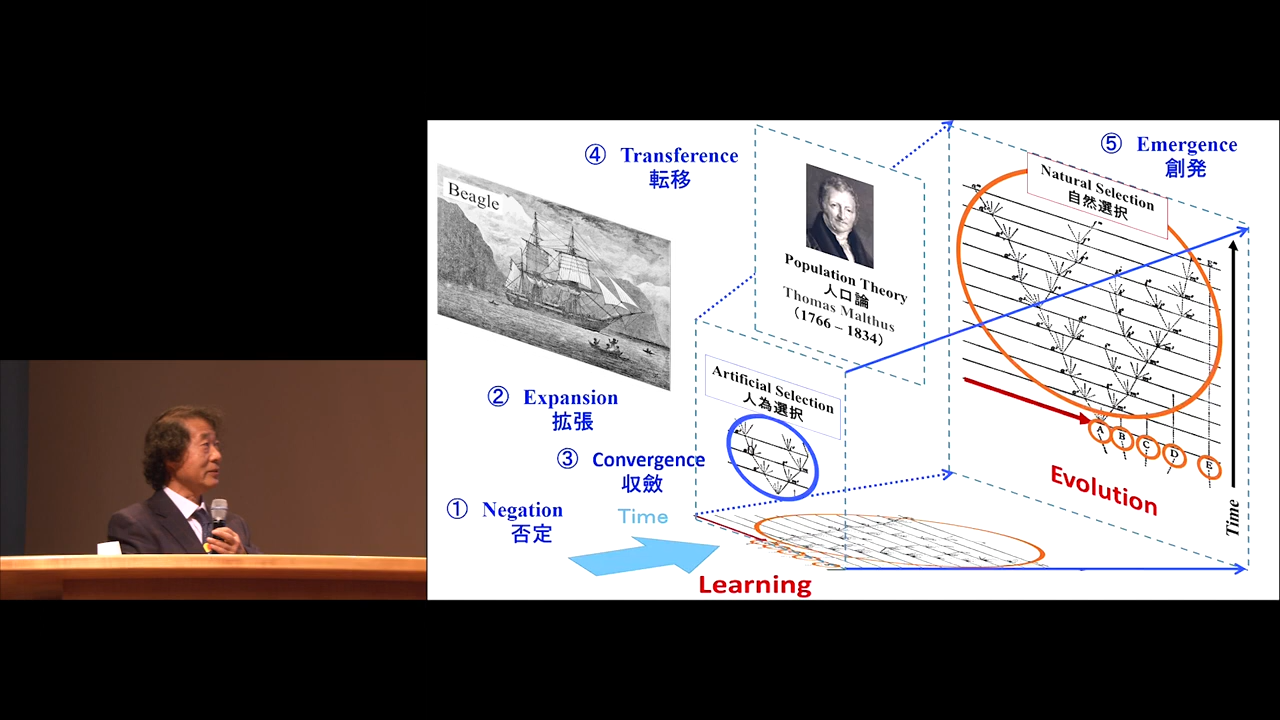 ④ Transference
転移
Beagle
⑤ Emergence
創発
Natural Selection
自然選択
Population Theory
人口論
Thomas Malthus
(1766 – 1834)
Artificial Selection
人為選択
② Expansion
拡張
③ Convergence
収斂
① Negation
否定
Time
Learning
A
B
C
D
E
Evolution
Time